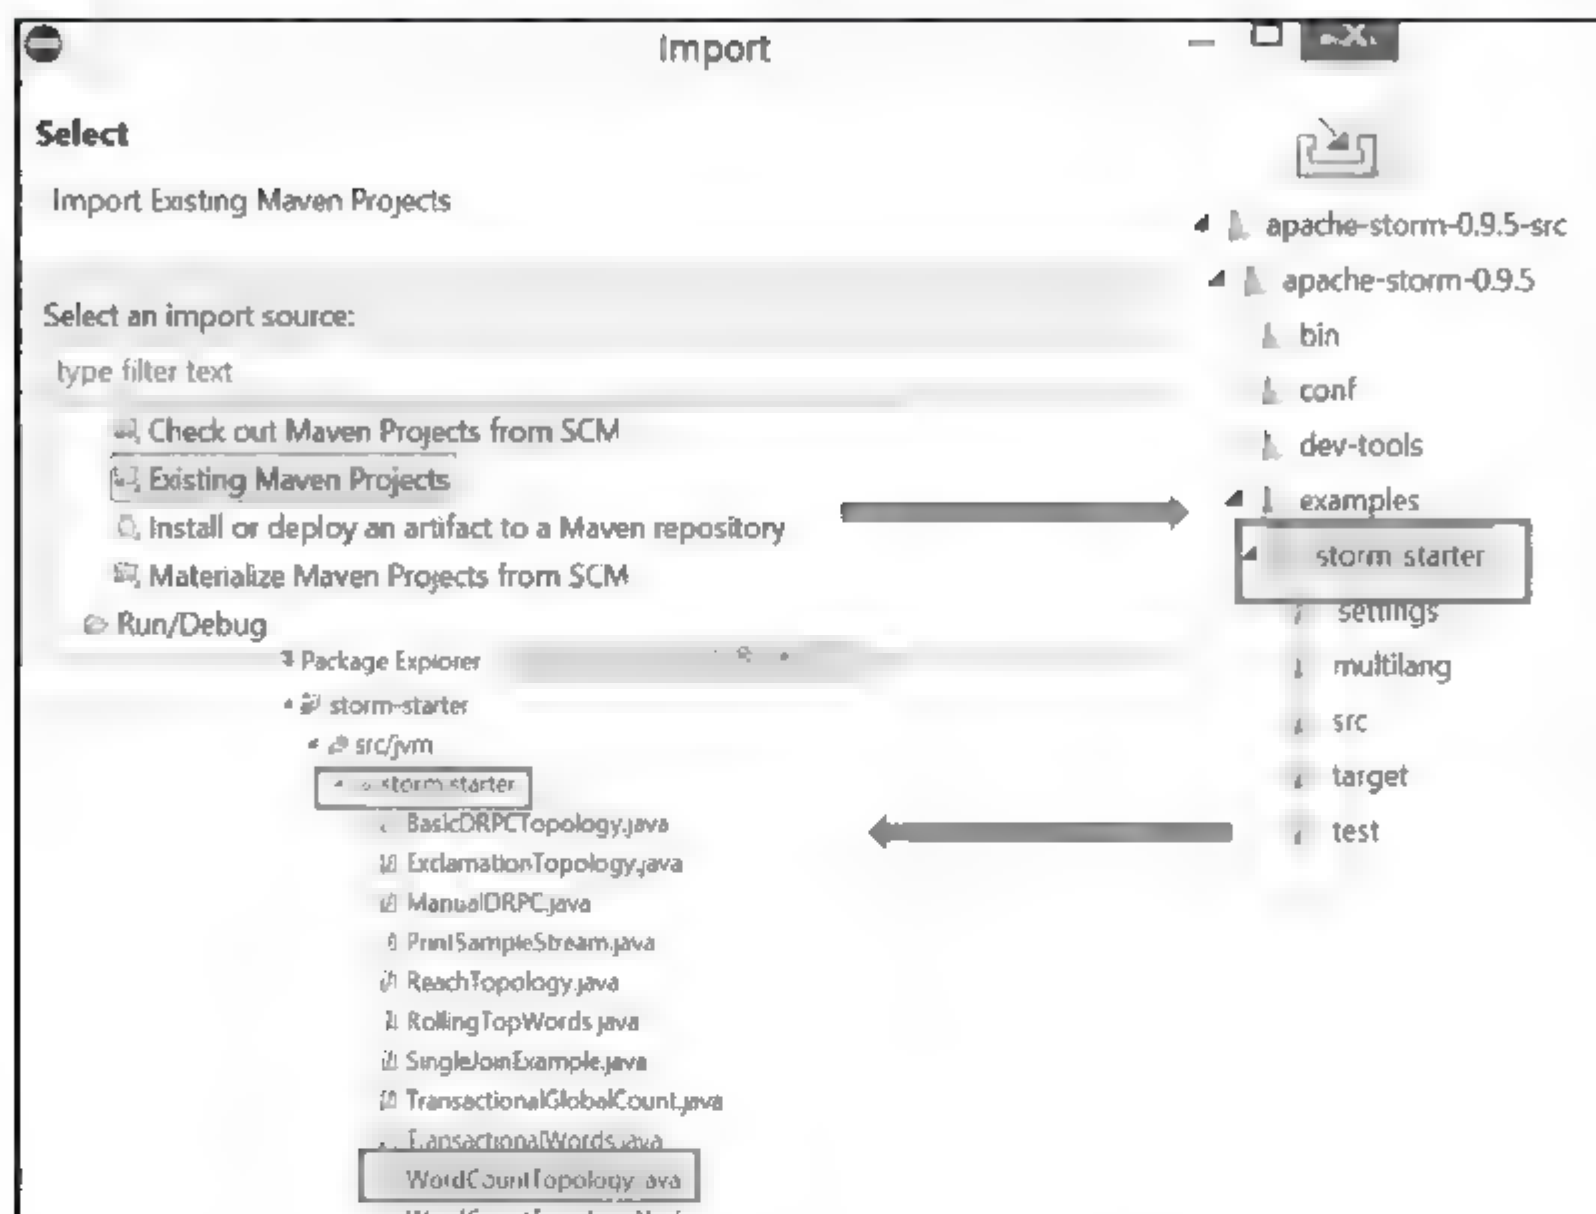 Import
Select
Import Existing Maven Projects
Select an import source:
type filter text
Check out Maven Projects from SCM
Existing Maven Projects
Install or deploy an artifact to a Maven repository
Materialize Maven Projects from SCM
Run/Debug
apache-storm-0.9.5-src
apache-storm-0.9.5
bin
conf
dev-tools
examples
storm starter
settings
multilang
src
target
test
Package Explorer
storm-starter
src/jvm
storm.starter
BasicDRPCTopology.java
ExclamationTopology.java
ManualDRPC.java
PrintSampleStream.java
ReachTopology.java
RollingTopWords.java
SingleJoinExample.java
TransactionalGlobalCount.java
TransactionalWords.java
WordCountTopology.java